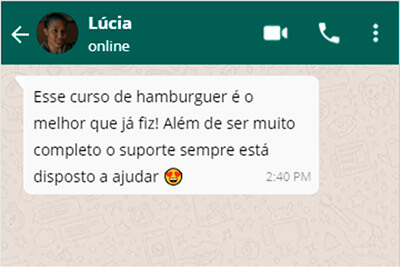 Lúcia
online
Esse curso de hamburguer é o
melhor que já fiz! Além de ser muito
completo o suporte sempre está
disposto a ajudar 🤩
2:40 PM